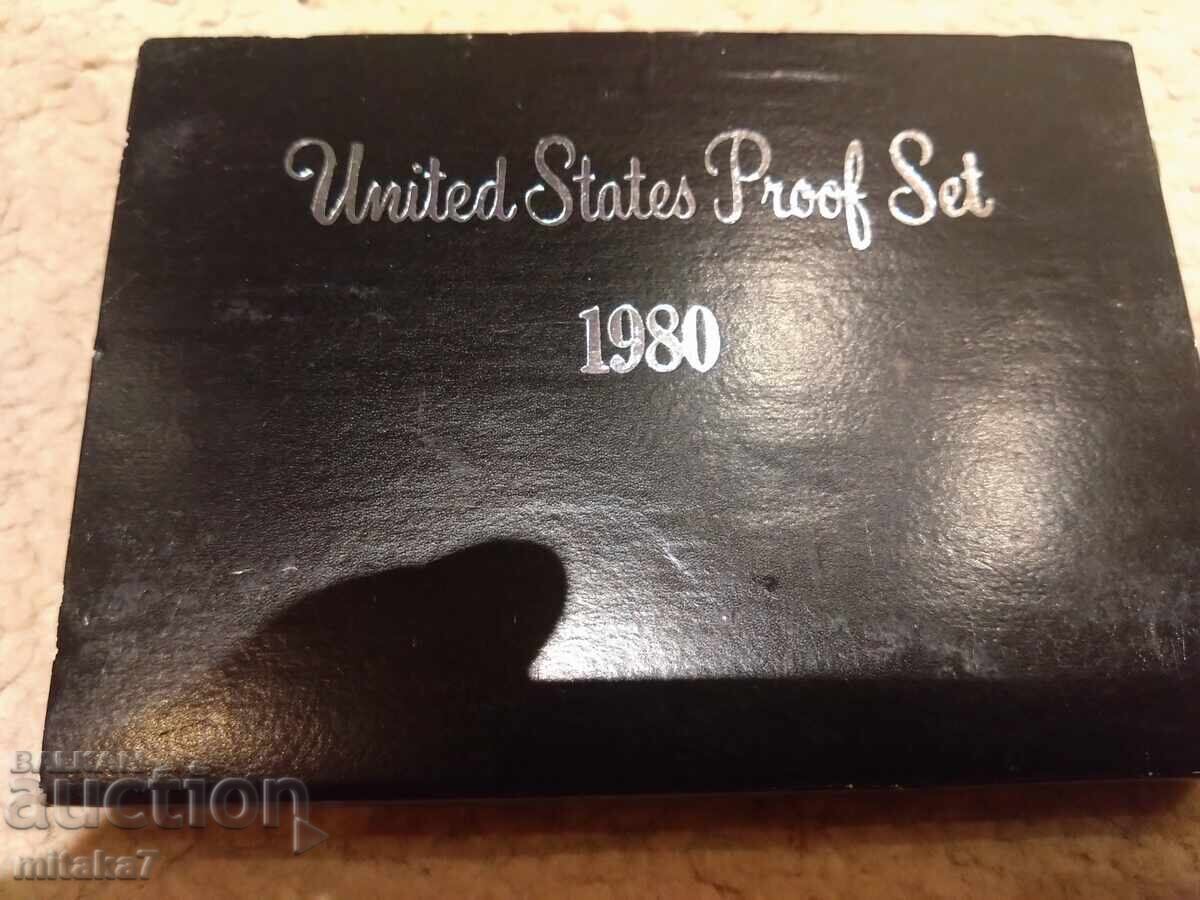 United States Proof Set
1980
BALKAN
auction
mitaka7